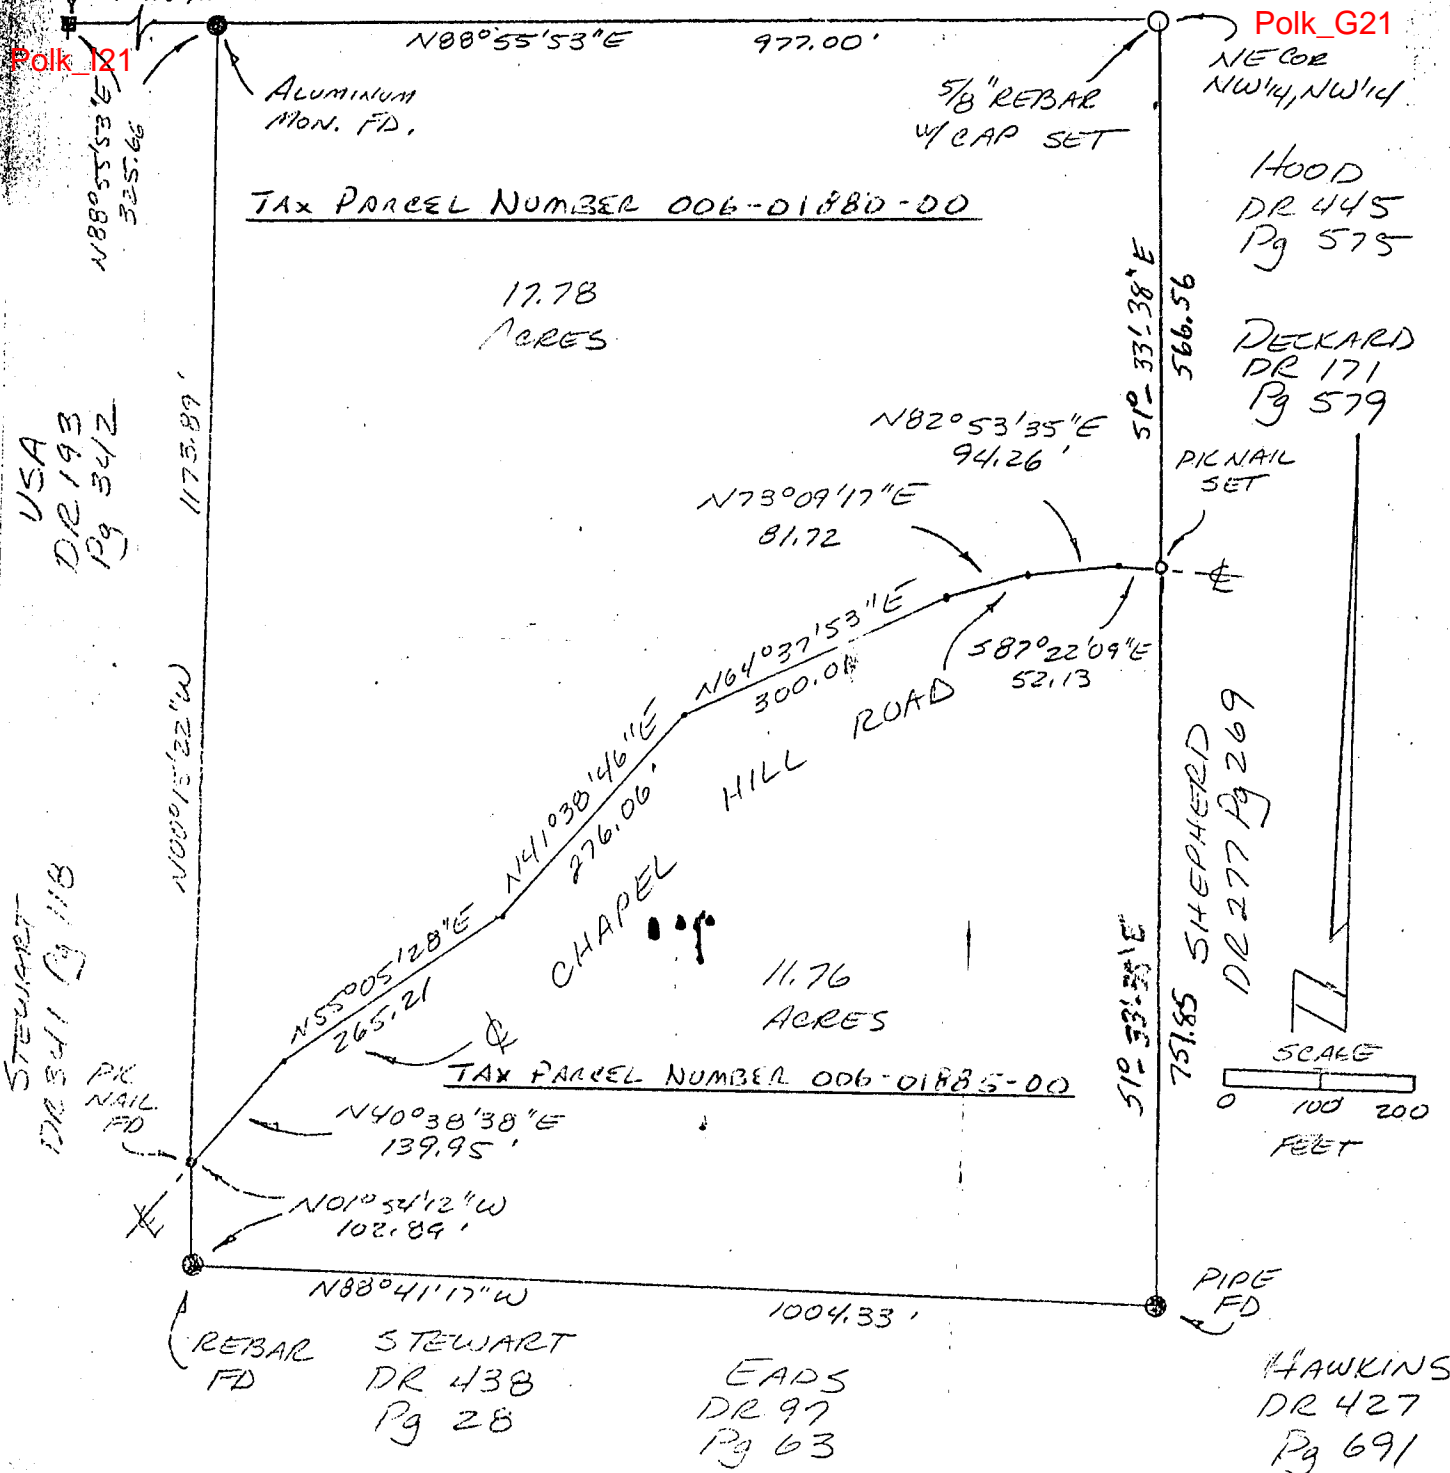 Polk_I21
N88°55'53"E
325.66
N88°55'53"E 977.00'
Polk_G21
NE COR
NW1/4, NW1/4
ALUMINUM
MON. FD.
5/8" REBAR
W/ CAP SET
TAX PARCEL NUMBER 006-01880-00
HOOD
DR 445
Pg 575
17.78
ACRES
S1°-33'-38"E
566.56
DECKARD
DR 171
Pg 579
USA
DR 193
Pg 342
1173.89'
N00°15'22"W
N82°53'35"E
94.26'
PK NAIL
SET
N73°09'17"E
81.72
℄
S87°22'09"E
52.13
N64°37'53"E
300.01
N41°38'46"E
276.06'
CHAPEL HILL ROAD
SHEPHERD
DR 277 Pg 269
STEWART
DR 341 Pg 118
N55°05'28"E
265.21
℄
11.76
ACRES
S1°-33'-38"E
751.85
SCALE
0 100 200
FEET
TAX PARCEL NUMBER 006-01885-00
PK
NAIL
FD
N40°38'38"E
139.95'
℄
N01°54'12"W
102.89'
N88°41'17"W 1004.33'
PIPE
FD
REBAR
FD
STEWART
DR 438
Pg 28
EADS
DR 97
Pg 63
HAWKINS
DR 427
Pg 691